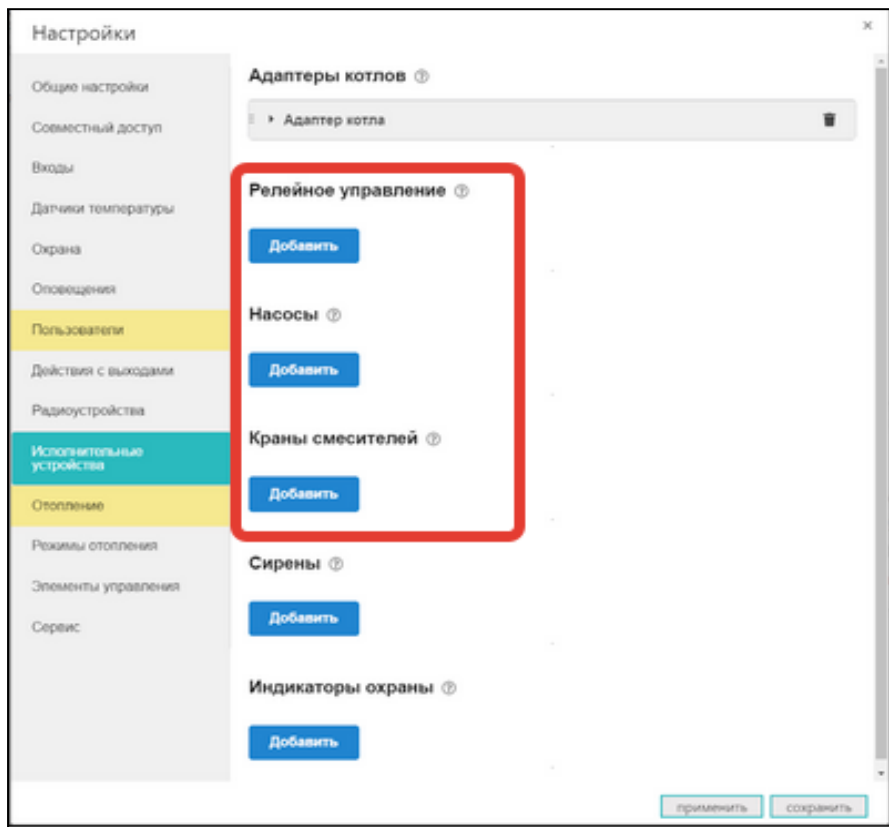 Настройки
×
Общие настройки
Совместный доступ
Входы
Датчики температуры
Охрана
Оповещения
Пользователи
Действия с выходами
Радиоустройства
Исполнительные
устройства
Отопление
Режимы отопления
Элементы управления
Сервис
Адаптеры котлов ?
Адаптер котла
Релейное управление ?
Добавить
Насосы ?
Добавить
Краны смесителей ?
Добавить
Сирены ?
Добавить
Индикаторы охраны ?
Добавить
применить
сохранить